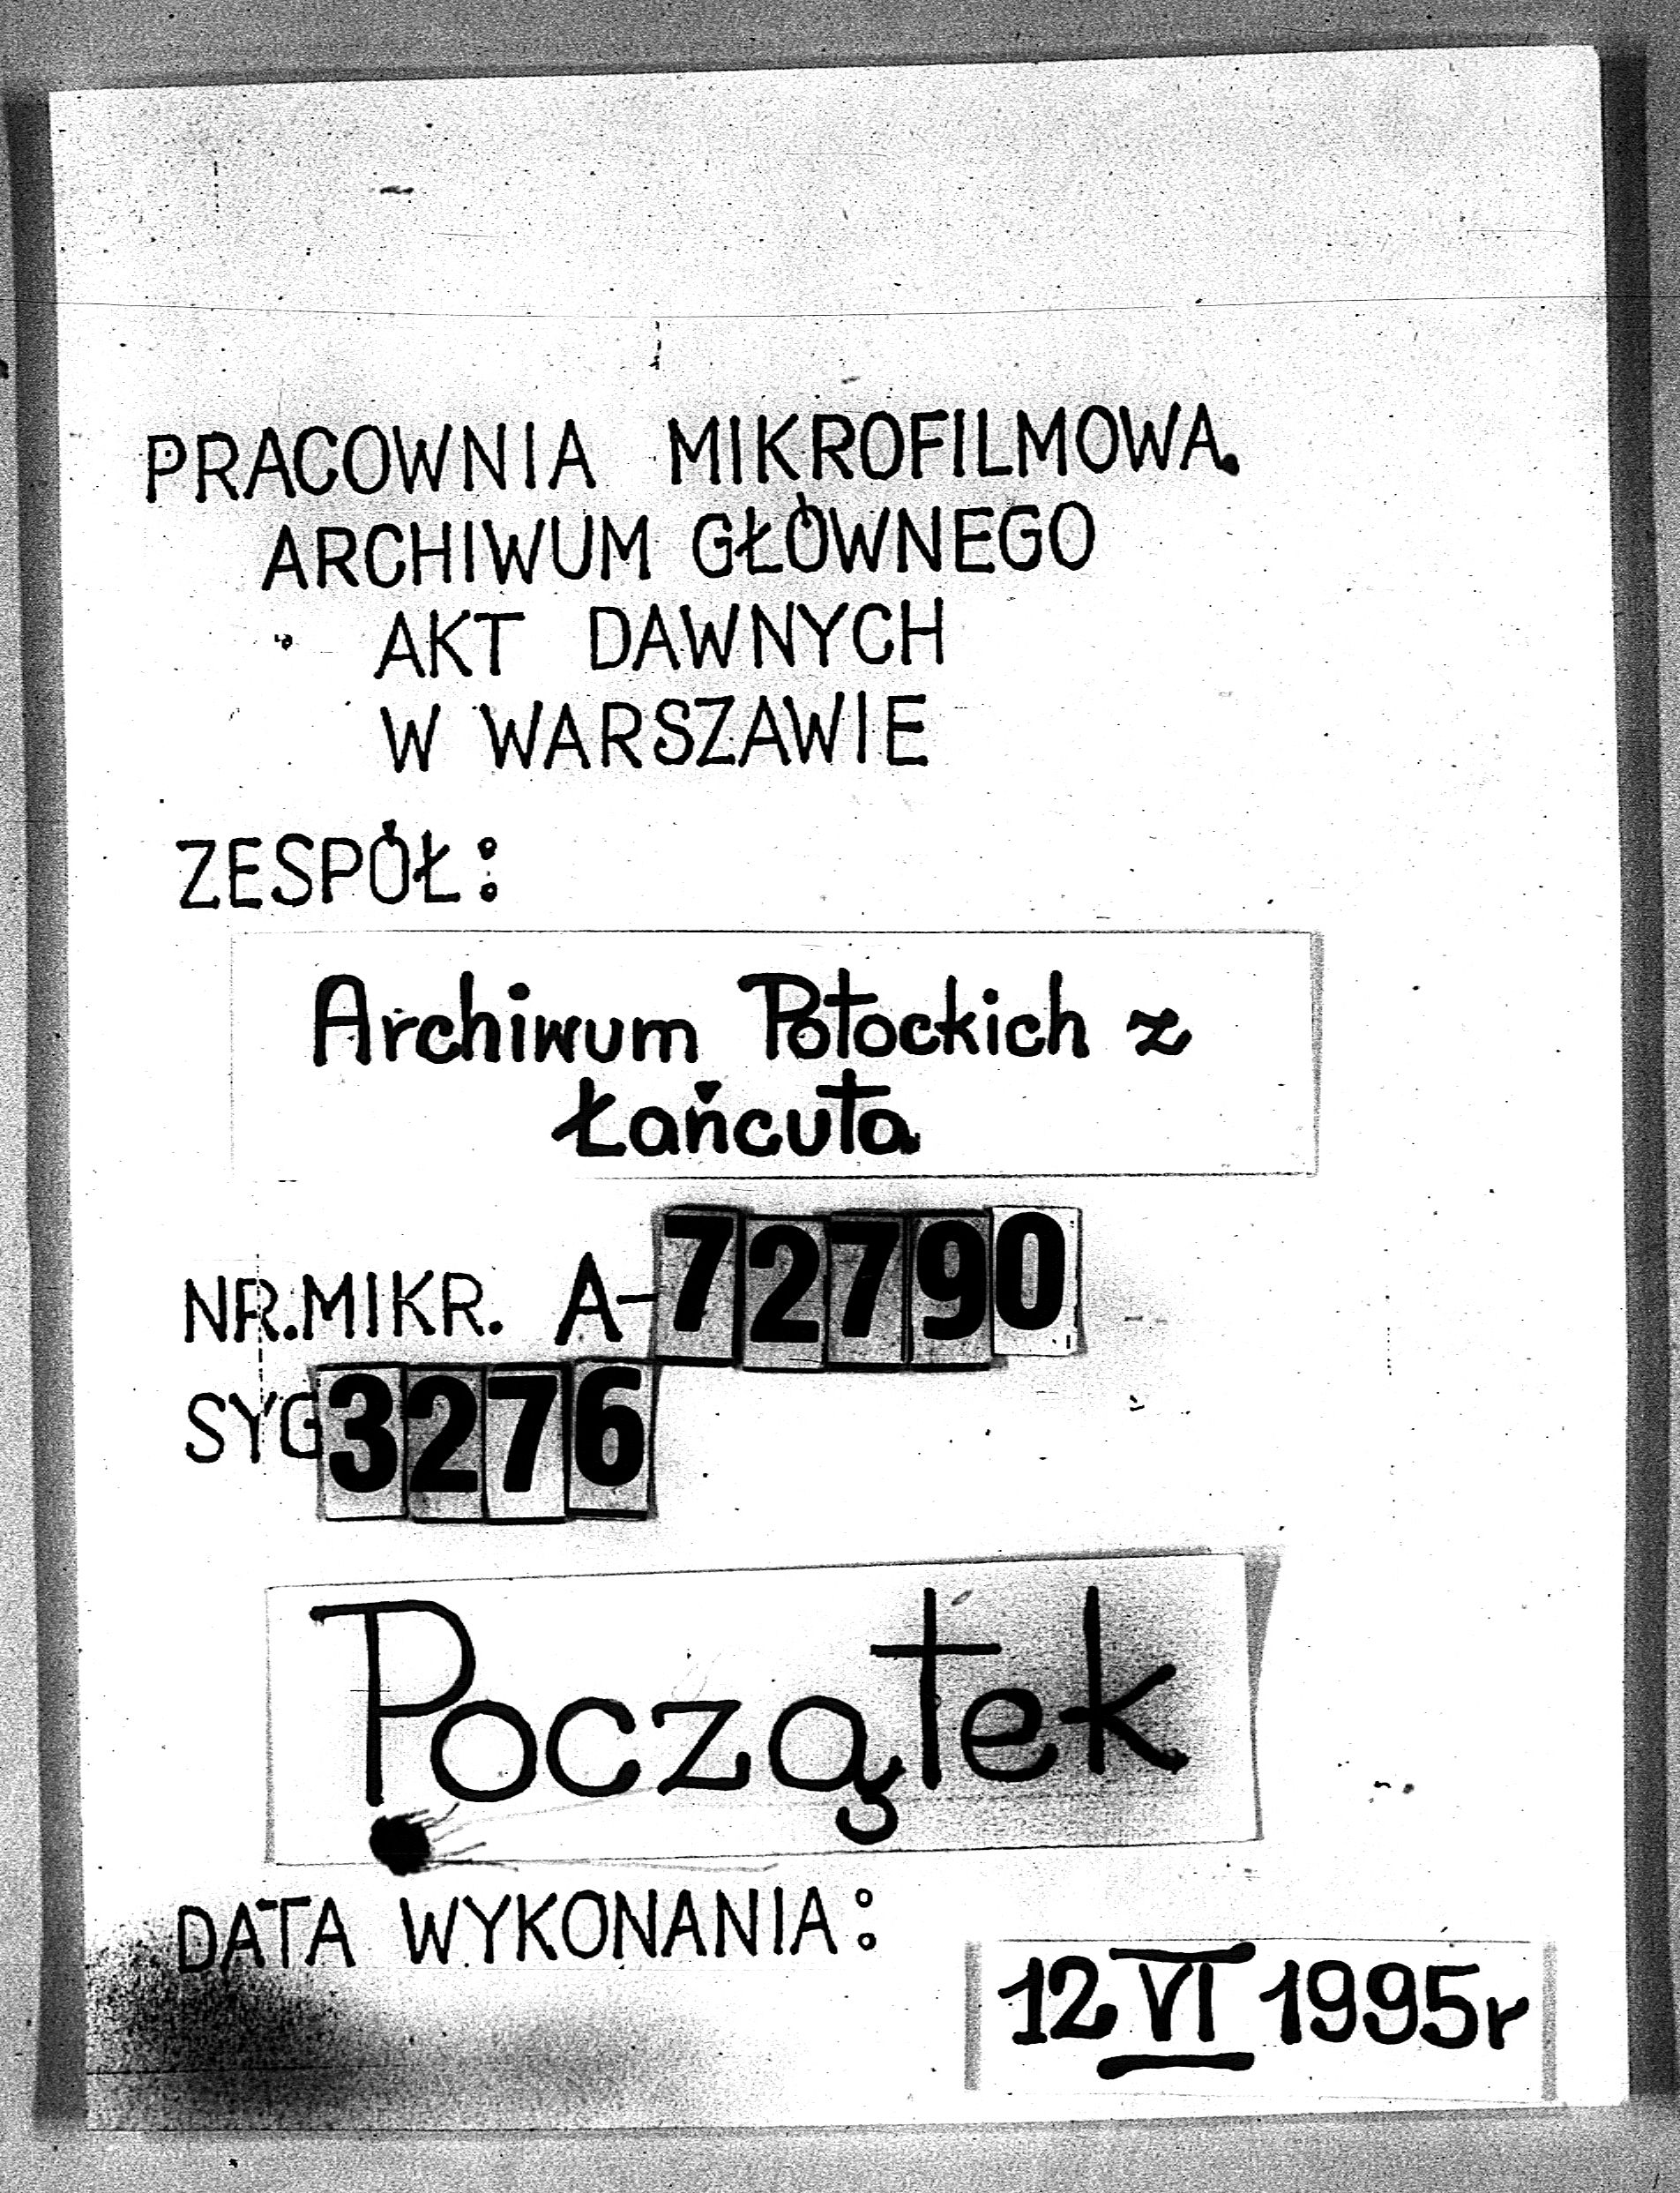 PRACOWNIA MIKROFILMOWA
ARCHIWUM GŁÓWNEGO
AKT DAWNYCH
W WARSZAWIE
ZESPÓŁ:
Archiwum Potockich z
Łańcuta
NR.MIKR. A-72790
SYG 3276
Początek
DATA WYKONANIA:
12 VI 1995r